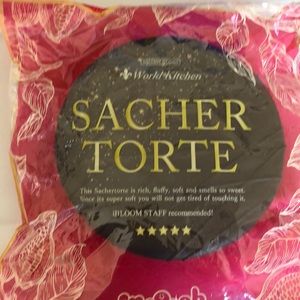 World Kitchen
SACHER
TORTE
This Sachertorte is rich, fluffy, soft and smells so sweet.
Since its super soft you will not get tired of touching it.
iBLOOM STAFF recommended!